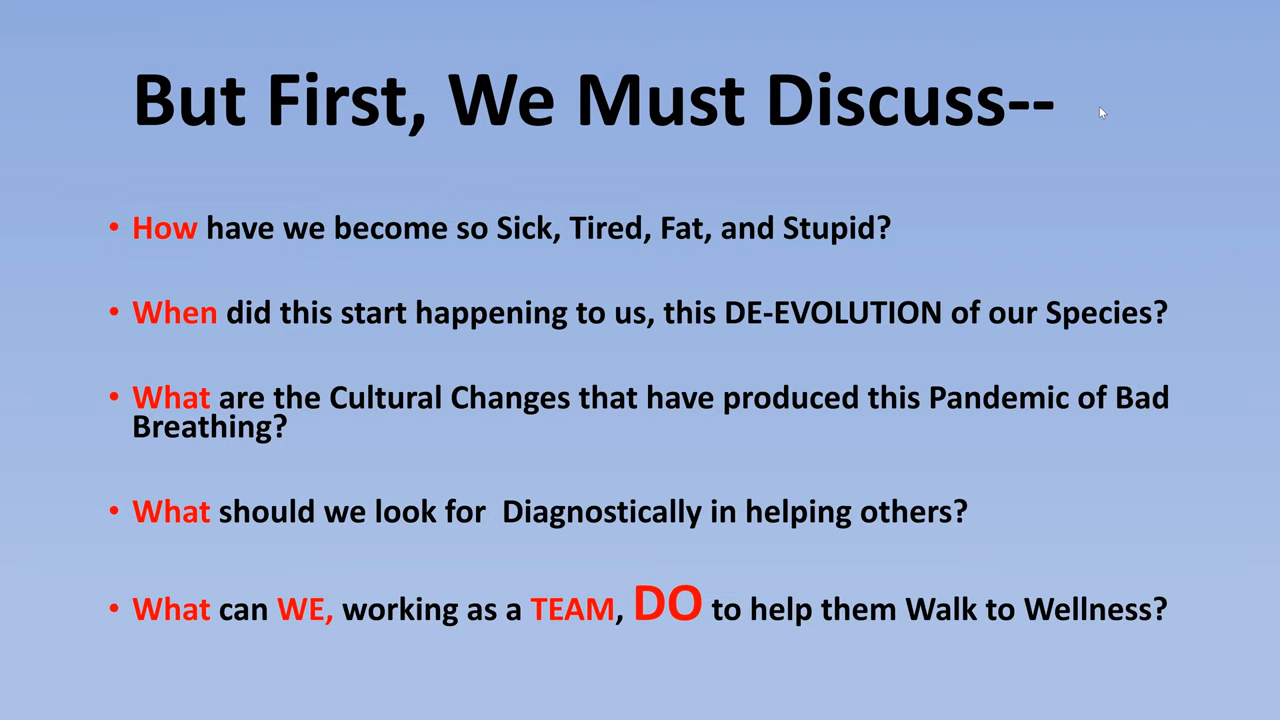 But First, We Must Discuss--
• How have we become so Sick, Tired, Fat, and Stupid?
• When did this start happening to us, this DE-EVOLUTION of our Species?
• What are the Cultural Changes that have produced this Pandemic of Bad
Breathing?
• What should we look for  Diagnostically in helping others?
• What can WE, working as a TEAM, DO to help them Walk to Wellness?